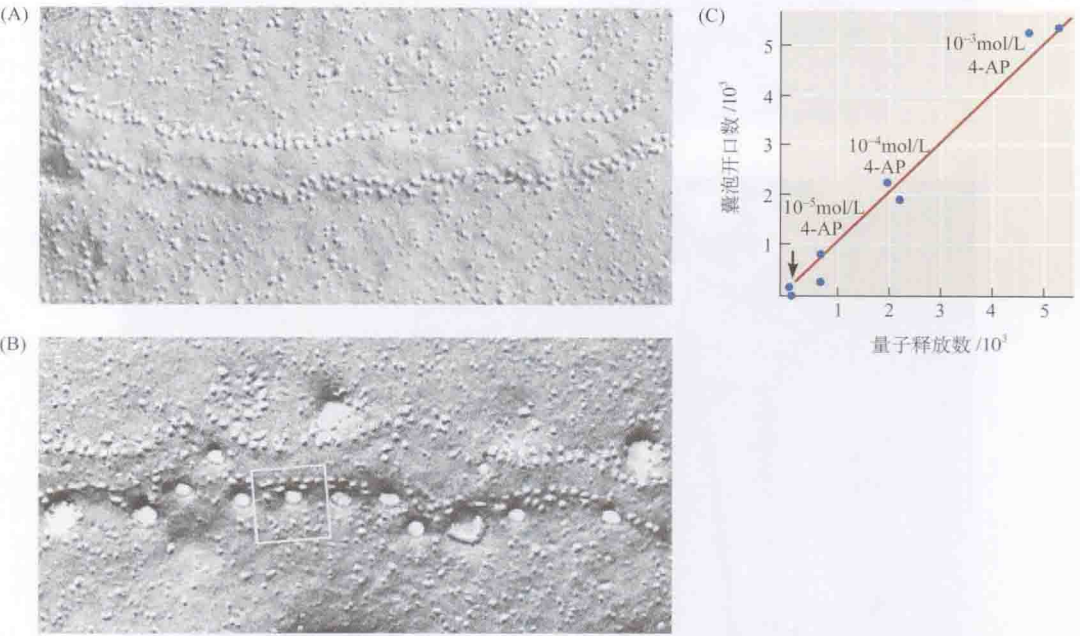 (A)
(B)
(C)
囊泡开口数/10³
5
4
3
2
1
10⁻³mol/L
4-AP
10⁻⁴mol/L
4-AP
10⁻⁵mol/L
4-AP
1 2 3 4 5
量子释放数/10³